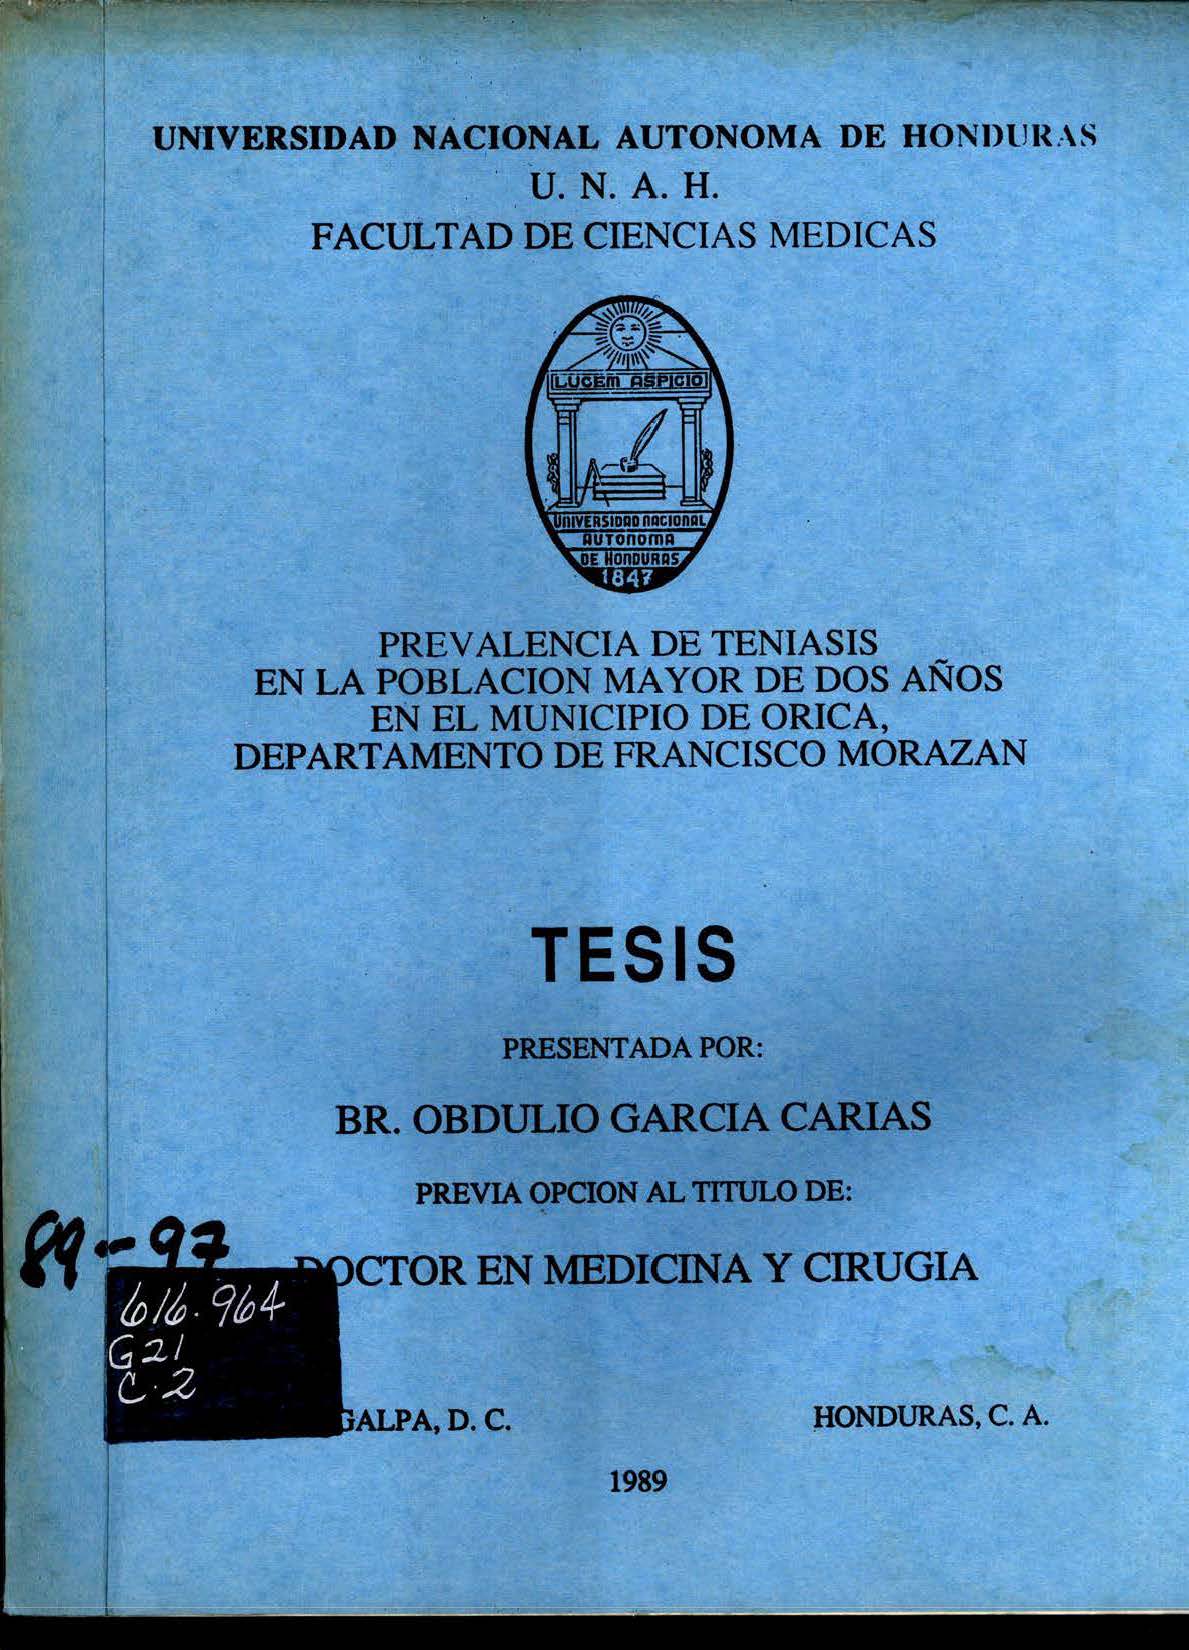 UNIVERSIDAD NACIONAL AUTONOMA DE HONDURAS
U. N. A. H.
FACULTAD DE CIENCIAS MEDICAS
LUCEM ASPICIO
UNIVERSIDAD NACIONAL
AUTONOMA
DE HONDURAS
1847
PREVALENCIA DE TENIASIS
EN LA POBLACION MAYOR DE DOS AÑOS
EN EL MUNICIPIO DE ORICA,
DEPARTAMENTO DE FRANCISCO MORAZAN
TESIS
PRESENTADA POR:
BR. OBDULIO GARCIA CARIAS
PREVIA OPCION AL TITULO DE:
89-97
DOCTOR EN MEDICINA Y CIRUGIA
616.964
G21
C.2
GALPA, D. C. HONDURAS, C. A.
1989